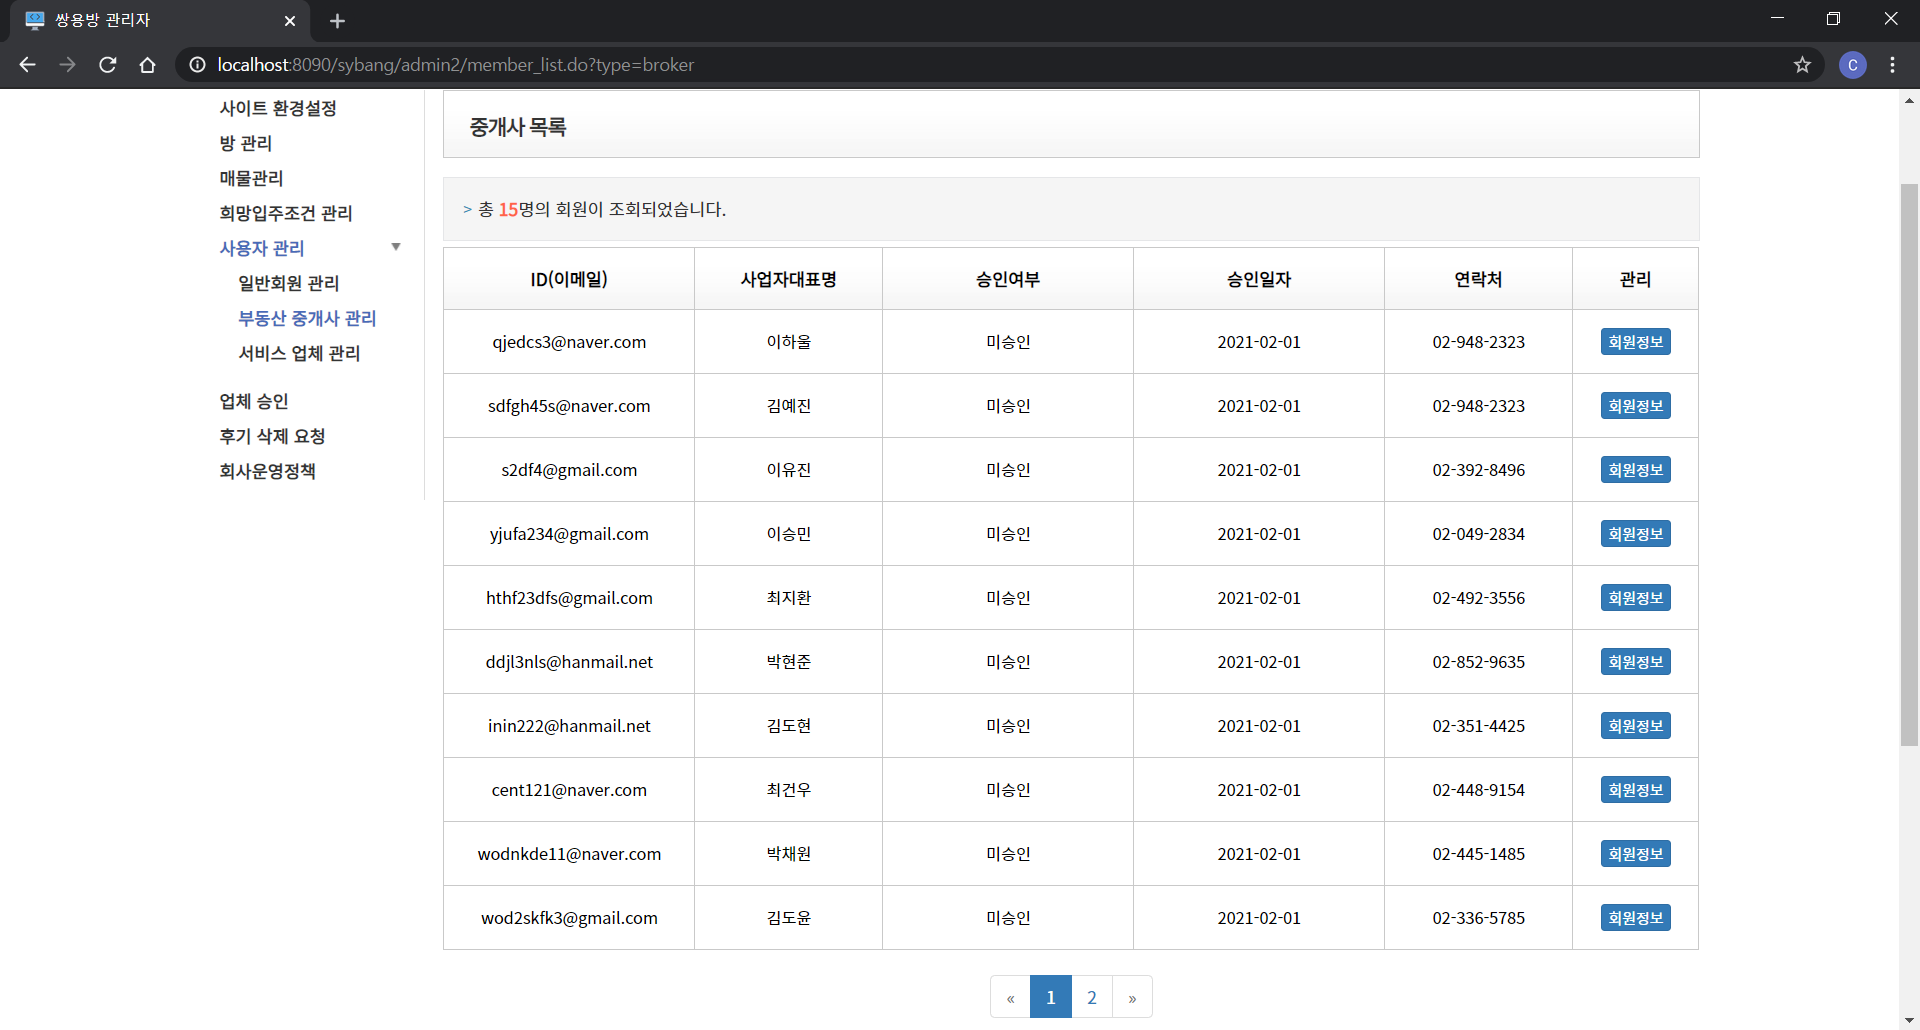 쌍용방 관리자
localhost:8090/sybang/admin2/member_list.do?type=broker
C
사이트 환경설정
방 관리
매물관리
희망입주조건 관리
사용자 관리 ▼
일반회원 관리
부동산 중개사 관리
서비스 업체 관리
업체 승인
후기 삭제 요청
회사운영정책
중개사 목록
> 총 15명의 회원이 조회되었습니다.
ID(이메일) 사업자대표명 승인여부 승인일자 연락처 관리
qjedcs3@naver.com 이하울 미승인 2021-02-01 02-948-2323 회원정보
sdfgh45s@naver.com 김예진 미승인 2021-02-01 02-948-2323 회원정보
s2df4@gmail.com 이유진 미승인 2021-02-01 02-392-8496 회원정보
yjufa234@gmail.com 이승민 미승인 2021-02-01 02-049-2834 회원정보
hthf23dfs@gmail.com 최지환 미승인 2021-02-01 02-492-3556 회원정보
ddjl3nls@hanmail.net 박현준 미승인 2021-02-01 02-852-9635 회원정보
inin222@hanmail.net 김도현 미승인 2021-02-01 02-351-4425 회원정보
cent121@naver.com 최건우 미승인 2021-02-01 02-448-9154 회원정보
wodnkde11@naver.com 박채원 미승인 2021-02-01 02-445-1485 회원정보
wod2skfk3@gmail.com 김도윤 미승인 2021-02-01 02-336-5785 회원정보
« 1 2 »